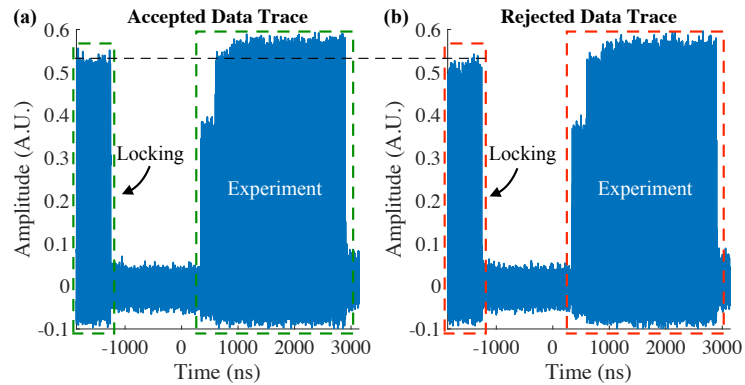 (a) Accepted Data Trace
0.6
0.5
0.4
0.3
0.2
0.1
0
-0.1
Amplitude (A.U.)
Locking
Experiment
-1000 0 1000 2000 3000
Time (ns)
(b) Rejected Data Trace
0.6
0.5
0.4
0.3
0.2
0.1
0
-0.1
Amplitude (A.U.)
Locking
Experiment
-1000 0 1000 2000 3000
Time (ns)